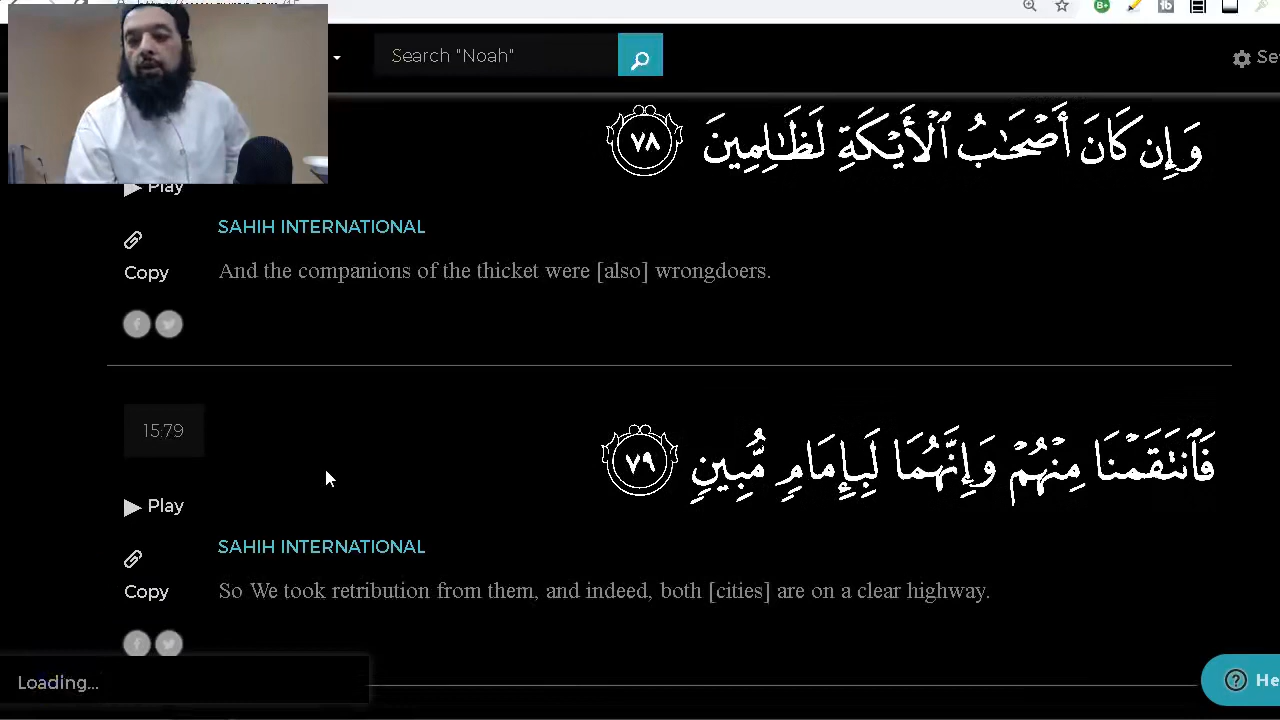 Search "Noah"
Se
وَإِن كَانَ أَصْحَـٰبُ ٱلْأَيْكَةِ لَظَـٰلِمِينَ ٧٨
Play
SAHIH INTERNATIONAL
Copy
And the companions of the thicket were [also] wrongdoers.
15:79
فَٱنتَقَمْنَا مِنْهُمْ وَإِنَّهُمَا لَبِإِمَامٍ مُّبِينٍ ٧٩
Play
SAHIH INTERNATIONAL
Copy
So We took retribution from them, and indeed, both [cities] are on a clear highway.
Loading...
He